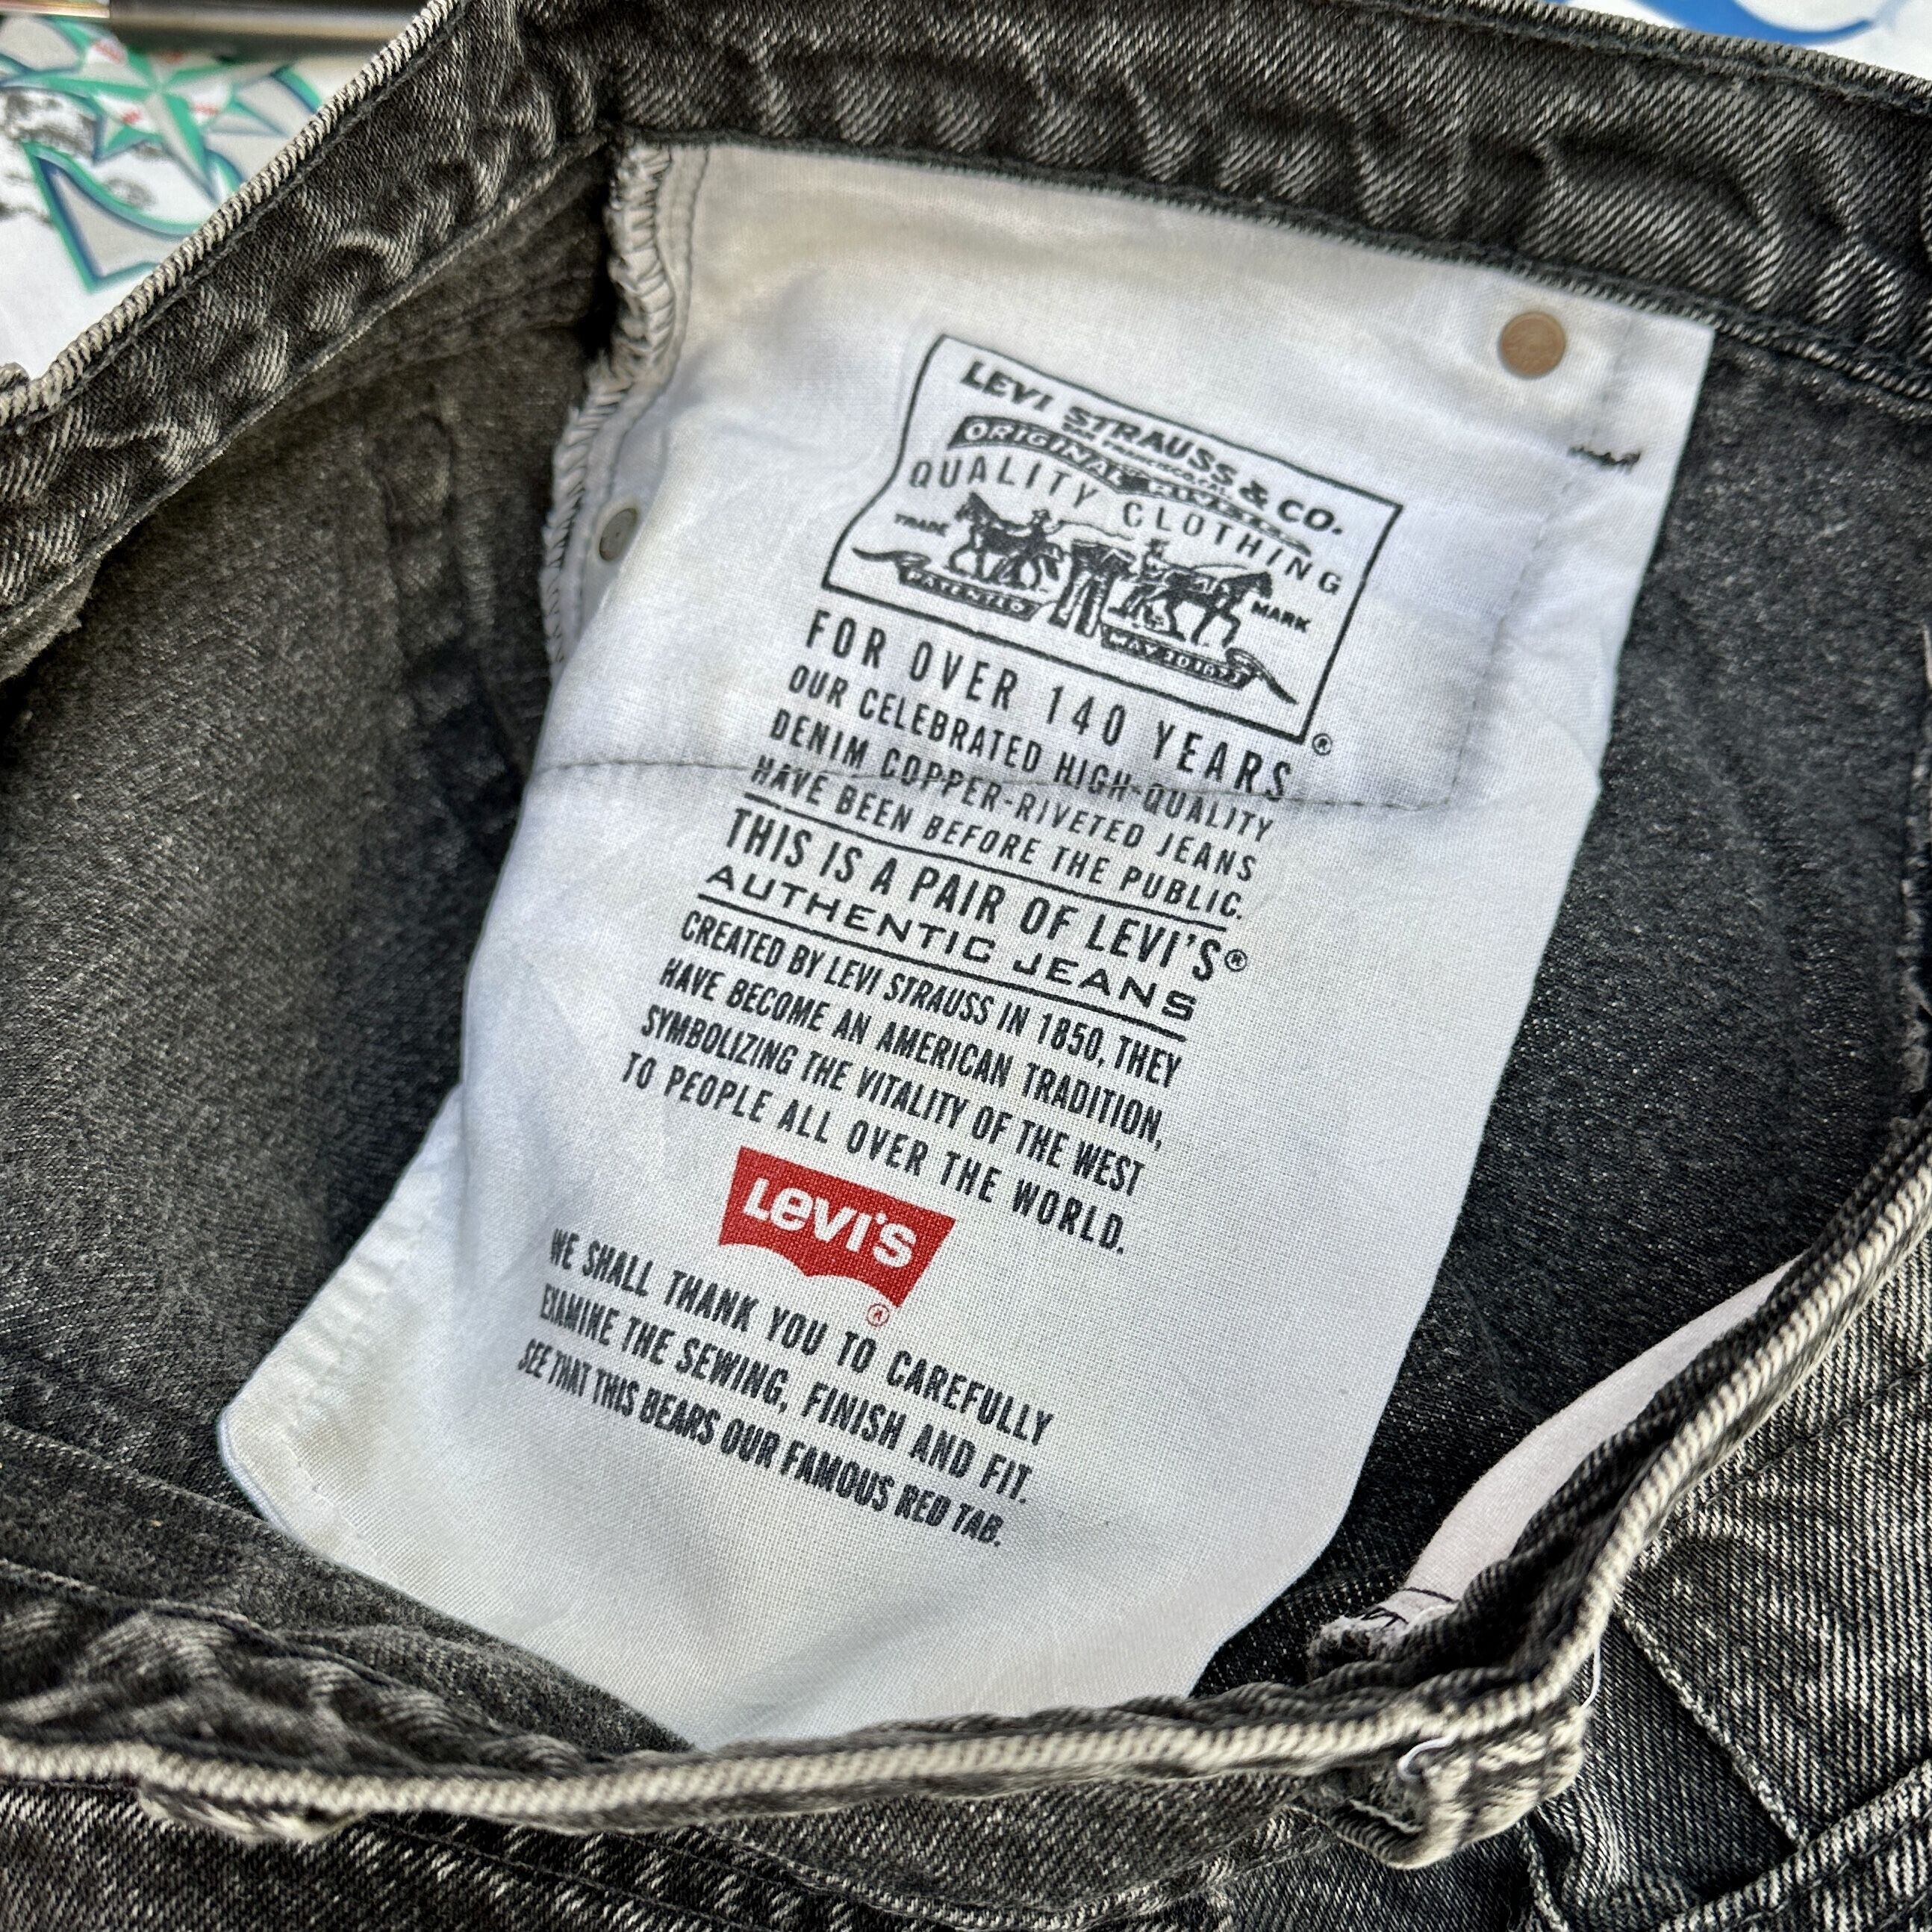 LEVI STRAUSS & CO.
ORIGINAL
QUALITY CLOTHING
TRADE MARK
PATENTED
MAY 20 1873
FOR OVER 140 YEARS
OUR CELEBRATED HIGH-QUALITY
DENIM COPPER-RIVETED JEANS
HAVE BEEN BEFORE THE PUBLIC.
THIS IS A PAIR OF LEVI'S®
AUTHENTIC JEANS
CREATED BY LEVI STRAUSS IN 1850, THEY
HAVE BECOME AN AMERICAN TRADITION,
SYMBOLIZING THE VITALITY OF THE WEST
TO PEOPLE ALL OVER THE WORLD.
LEVI'S
®
WE SHALL THANK YOU TO CAREFULLY
EXAMINE THE SEWING, FINISH AND FIT.
SEE THAT THIS BEARS OUR FAMOUS RED TAB.